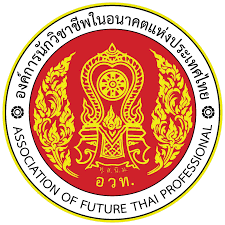 องค์การนักวิชาชีพในอนาคตแห่งประเทศไทย
อ ว ท.
ASSOCIATION OF FUTURE THAI PROFESSIONAL